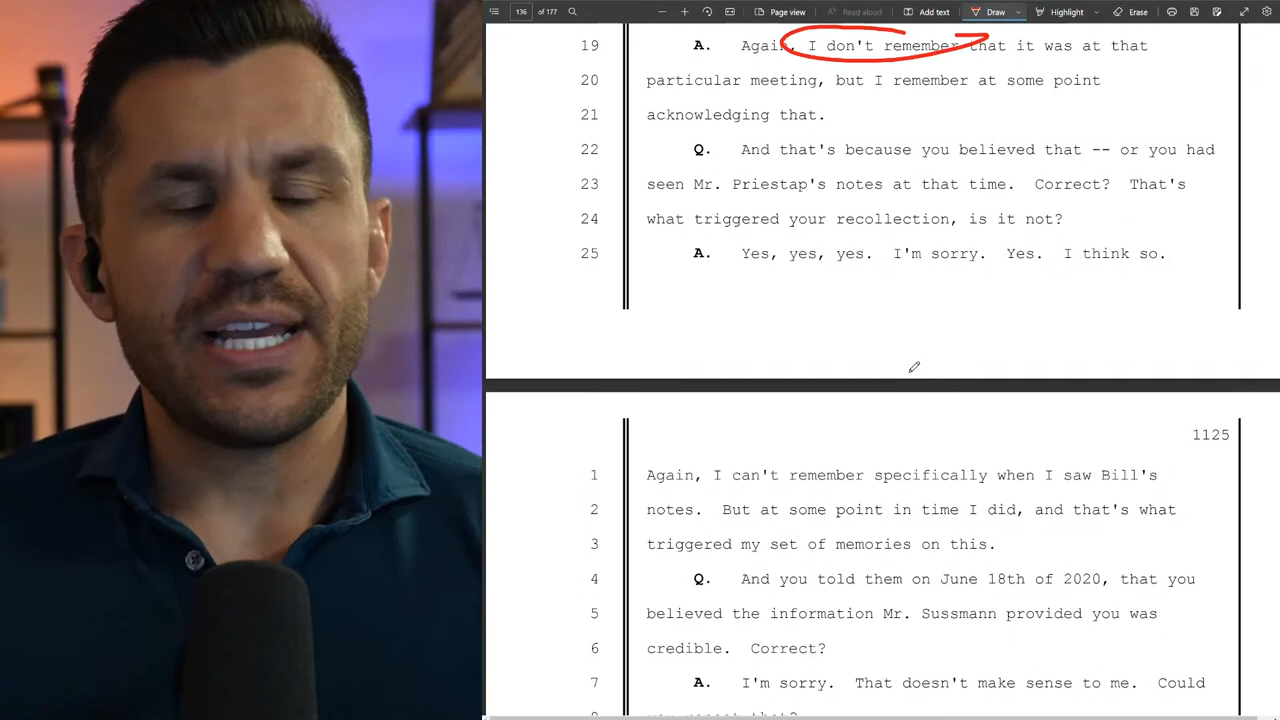 136 of 177 Page view Read aloud Add text Draw Highlight Erase
19 A. Again, I don't remember that it was at that
20 particular meeting, but I remember at some point
21 acknowledging that.
22 Q. And that's because you believed that -- or you had
23 seen Mr. Priestap's notes at that time. Correct? That's
24 what triggered your recollection, is it not?
25 A. Yes, yes, yes. I'm sorry. Yes. I think so.
1125
1 Again, I can't remember specifically when I saw Bill's
2 notes. But at some point in time I did, and that's what
3 triggered my set of memories on this.
4 Q. And you told them on June 18th of 2020, that you
5 believed the information Mr. Sussmann provided you was
6 credible. Correct?
7 A. I'm sorry. That doesn't make sense to me. Could